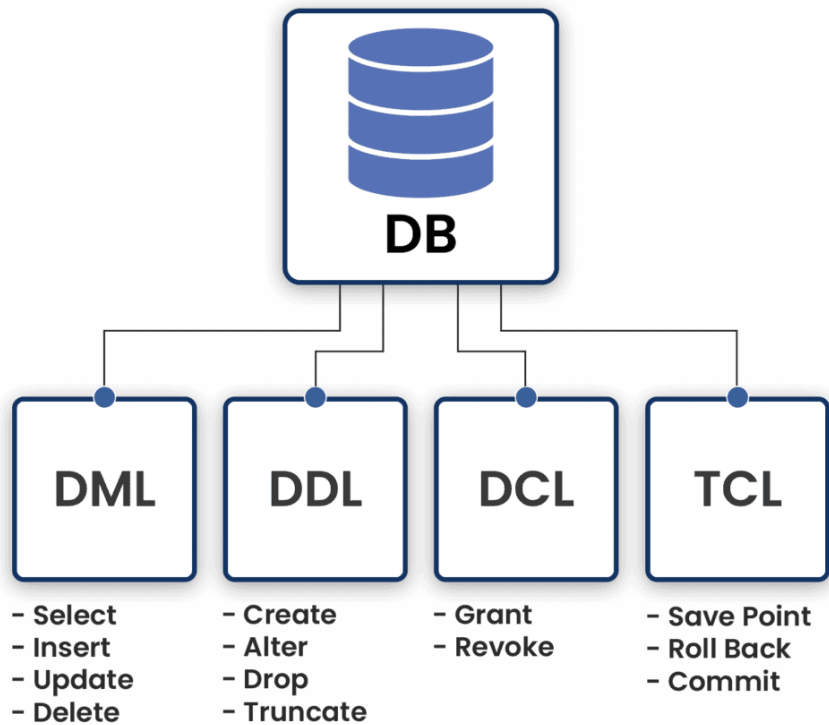 DB
DML
DDL
DCL
TCL
- Select
- Insert
- Update
- Delete
- Create
- Alter
- Drop
- Truncate
- Grant
- Revoke
- Save Point
- Roll Back
- Commit